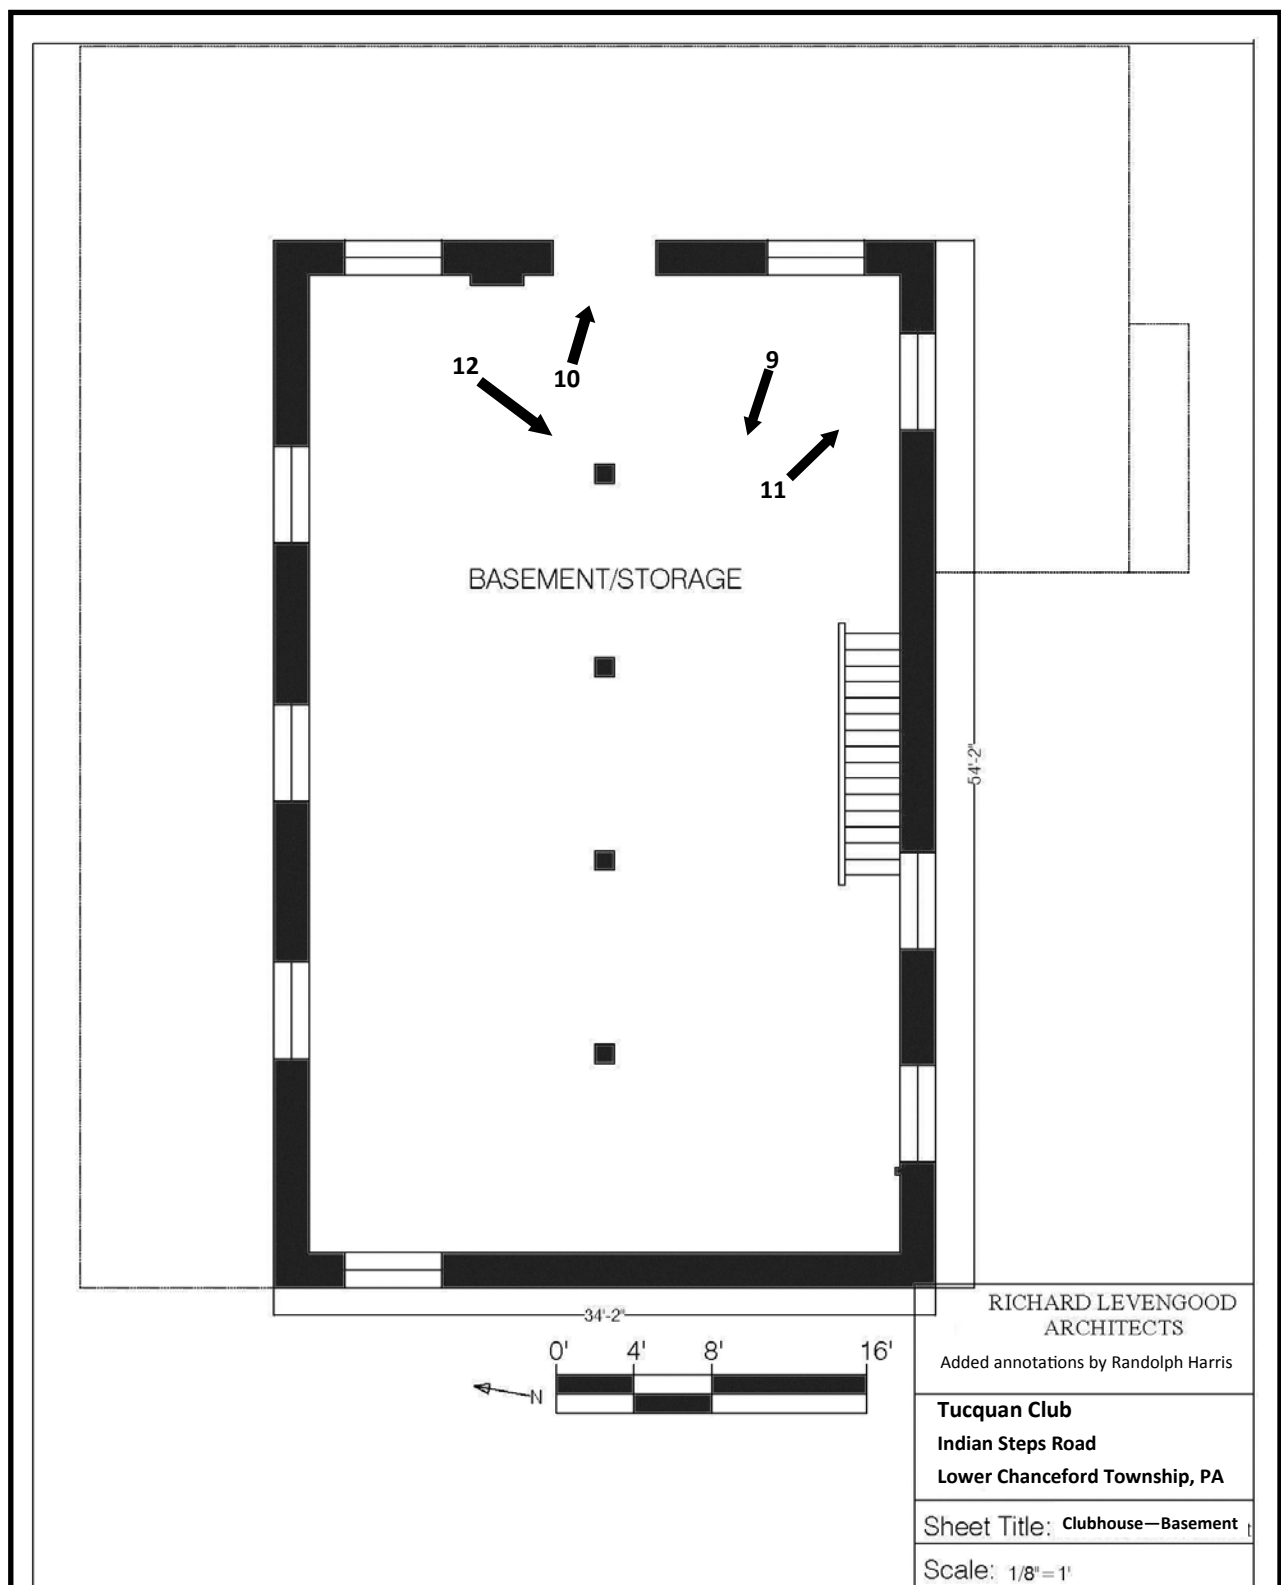 12
10
9
11
BASEMENT/STORAGE
54'-2"
34'-2"
0' 4' 8' 16'
N
RICHARD LEVENGOOD
ARCHITECTS
Added annotations by Randolph Harris
Tucquan Club
Indian Steps Road
Lower Chanceford Township, PA
Sheet Title: Clubhouse—Basement t
Scale: 1/8"=1'